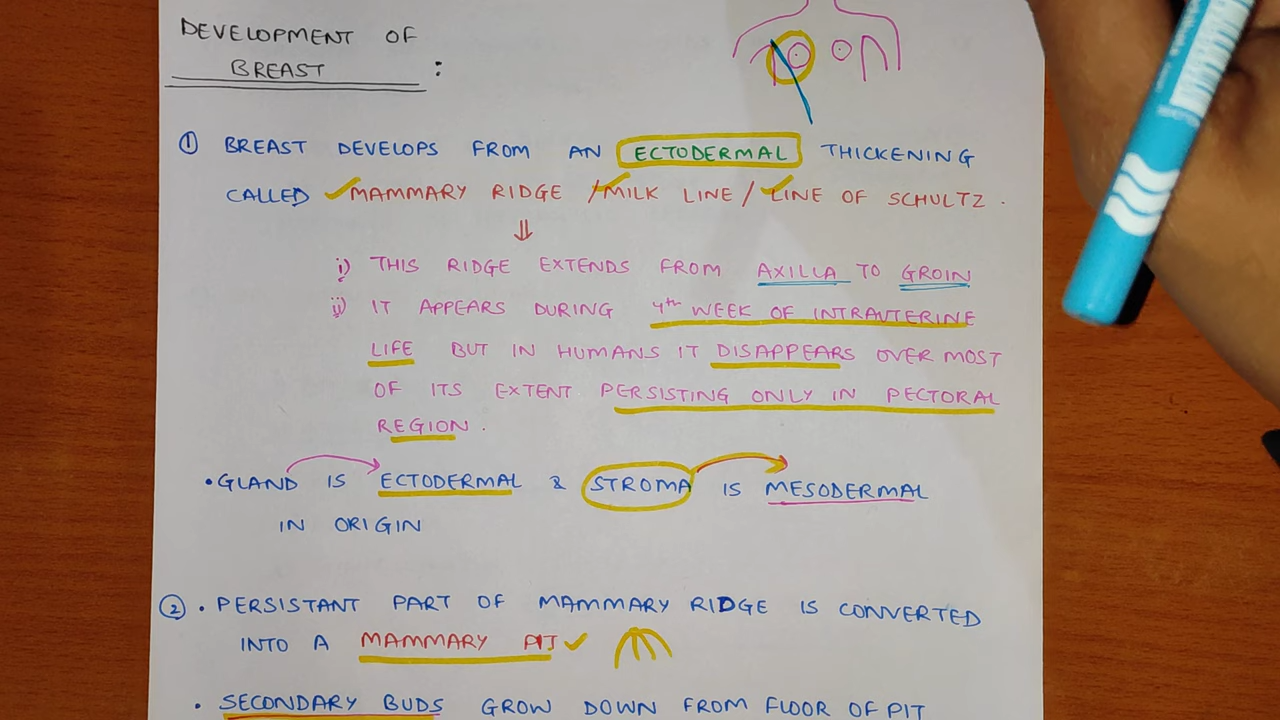 DEVELOPMENT OF
BREAST :
① BREAST DEVELOPS FROM AN ECTODERMAL THICKENING
CALLED MAMMARY RIDGE / MILK LINE / LINE OF SCHULTZ .
i) THIS RIDGE EXTENDS FROM AXILLA TO GROIN
ii) IT APPEARS DURING 4th WEEK OF INTRAUTERINE
LIFE BUT IN HUMANS IT DISAPPEARS OVER MOST
OF ITS EXTENT PERSISTING ONLY IN PECTORAL
REGION .
• GLAND IS ECTODERMAL & STROMA IS MESODERMAL
IN ORIGIN
② • PERSISTANT PART OF MAMMARY RIDGE IS CONVERTED
INTO A MAMMARY PIT
• SECONDARY BUDS GROW DOWN FROM FLOOR OF PIT